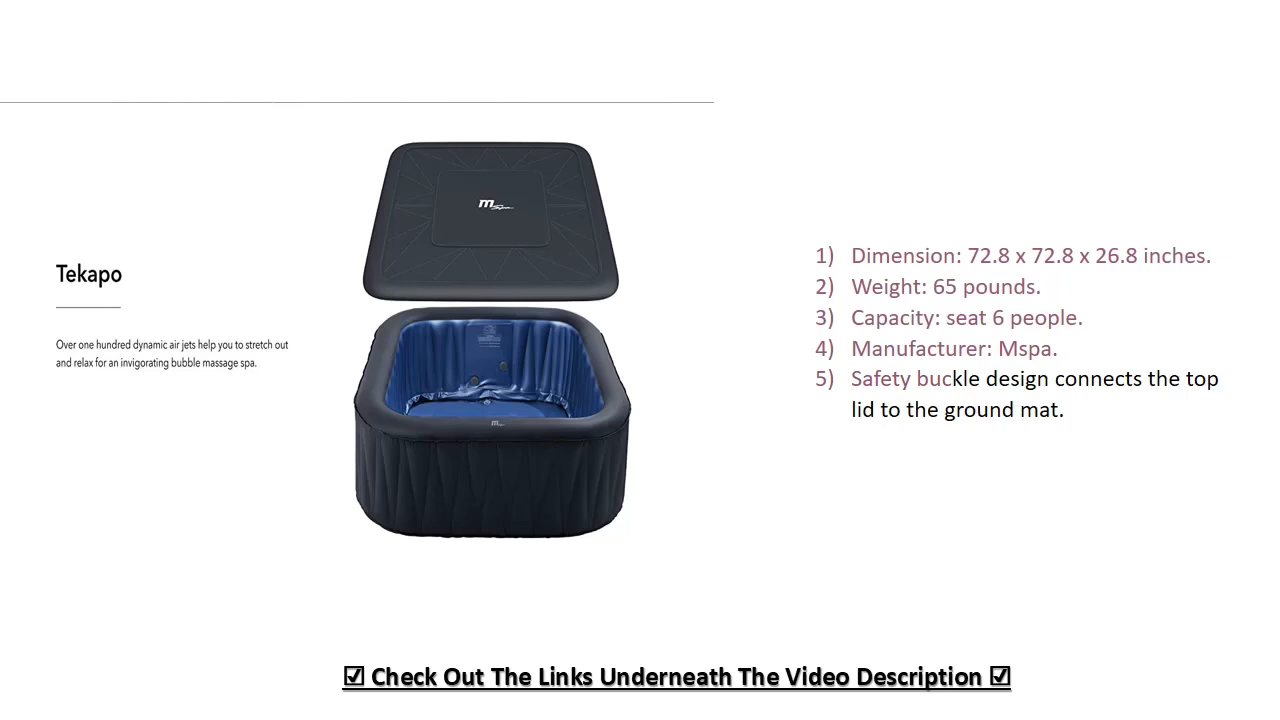 mspa
Tekapo
Over one hundred dynamic air jets help you to stretch out
and relax for an invigorating bubble massage spa.
1) Dimension: 72.8 x 72.8 x 26.8 inches.
2) Weight: 65 pounds.
3) Capacity: seat 6 people.
4) Manufacturer: Mspa.
5) Safety buckle design connects the top
lid to the ground mat.
☑ Check Out The Links Underneath The Video Description ☑